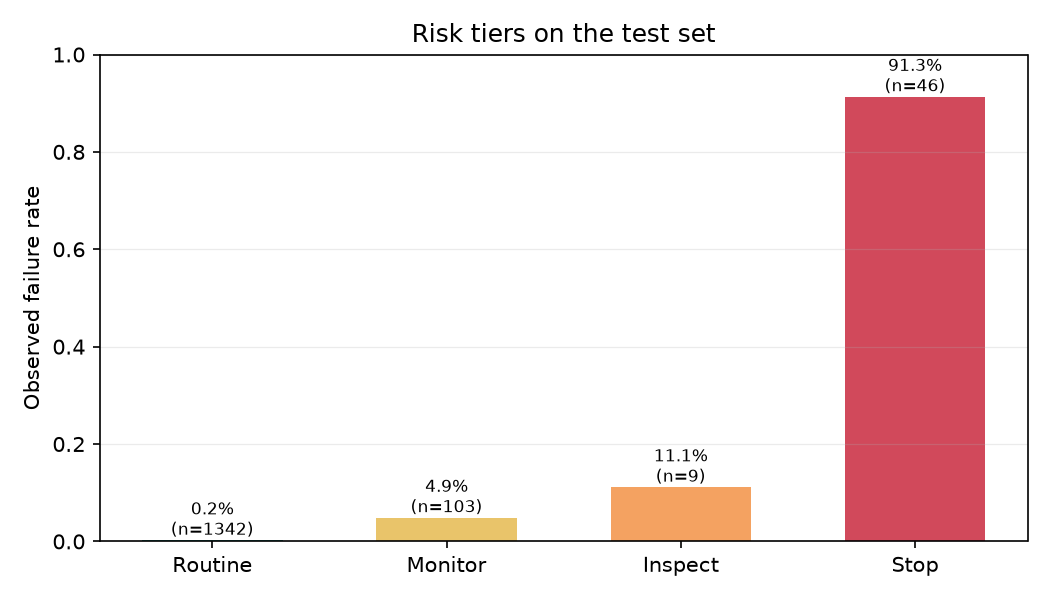 Risk tiers on the test set
Observed failure rate
1.0
0.8
0.6
0.4
0.2
0.0
0.2%
(n=1342)
4.9%
(n=103)
11.1%
(n=9)
91.3%
(n=46)
Routine
Monitor
Inspect
Stop